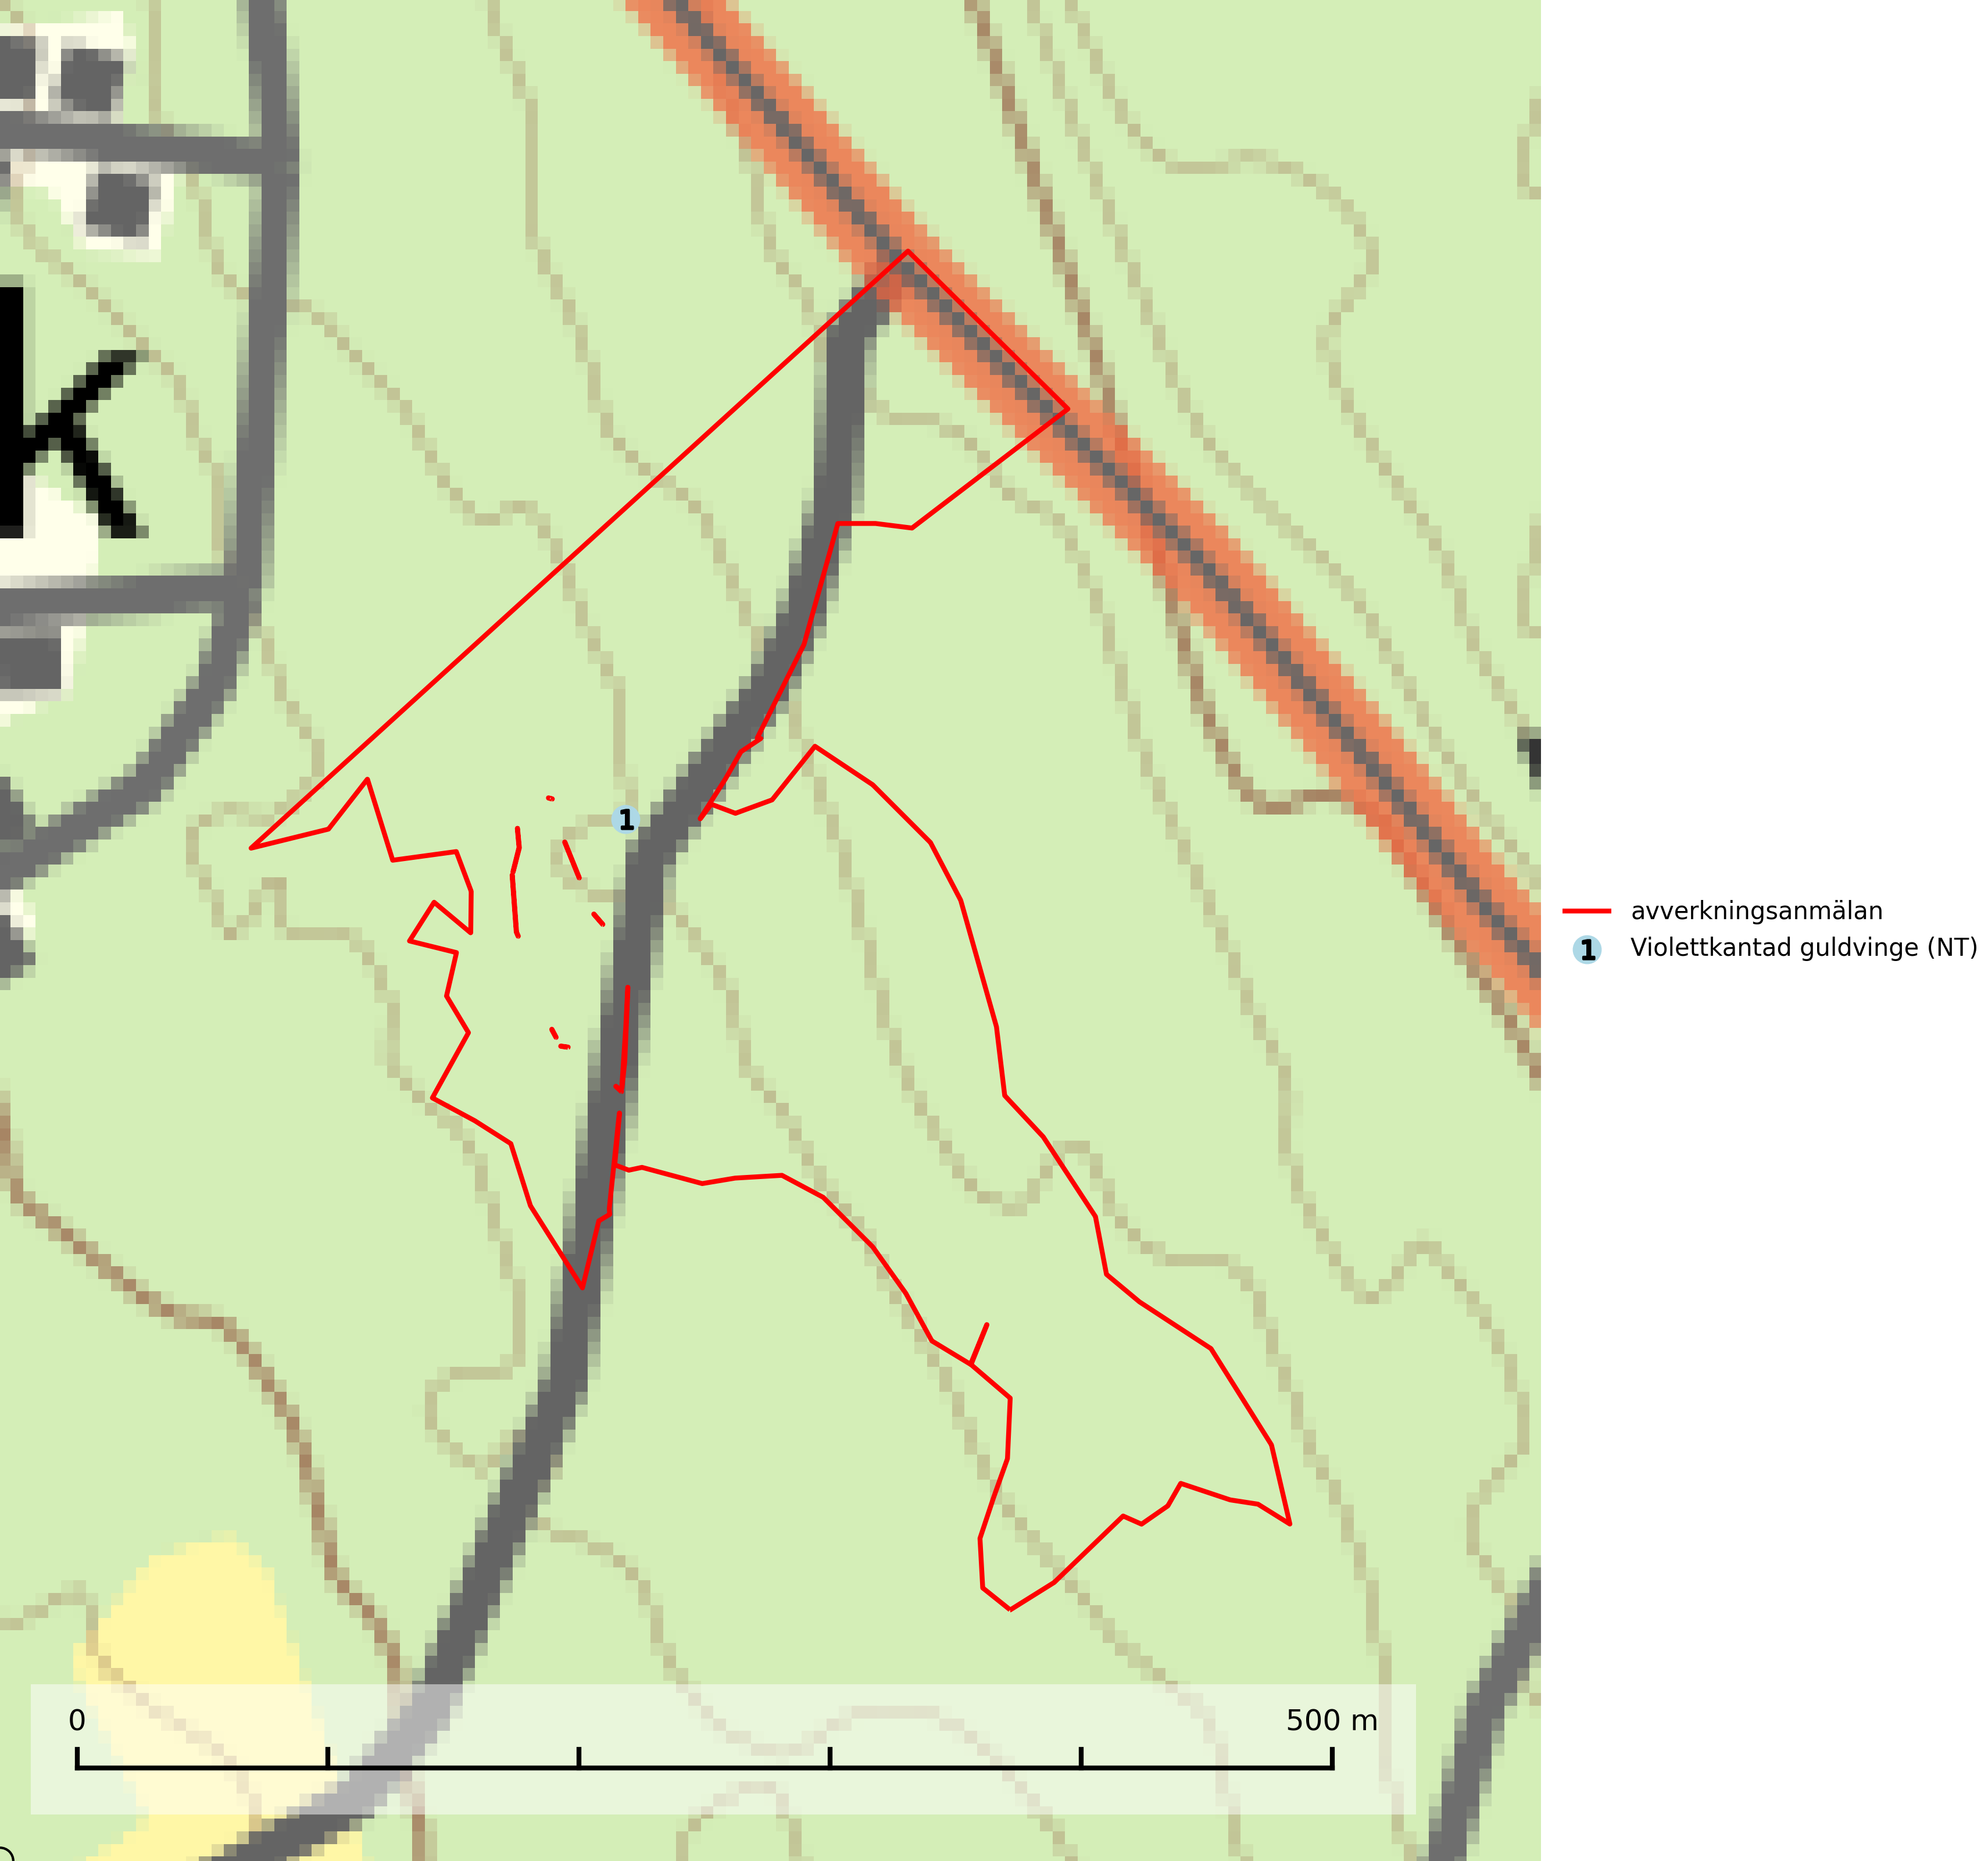 k
1
avverkningsanmälan
1 Violettkantad guldvinge (NT)
0 500 m